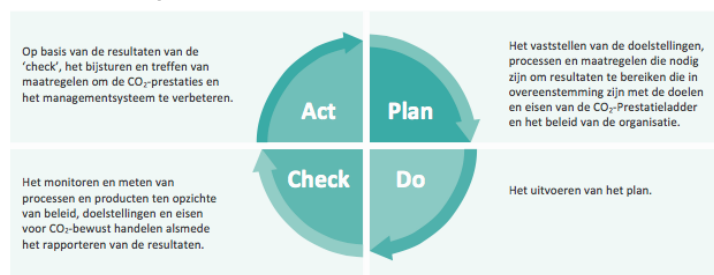 Op basis van de resultaten van de
‘check’, het bijsturen en treffen van
maatregelen om de CO₂-prestaties en
het managementsysteem te verbeteren.
Act
Plan
Het vaststellen van de doelstellingen,
processen en maatregelen die nodig
zijn om resultaten te bereiken die in
overeenstemming zijn met de doelen
en eisen van de CO₂-Prestatieladder
en het beleid van de organisatie.
Het monitoren en meten van
processen en producten ten opzichte
van beleid, doelstellingen en eisen
voor CO₂-bewust handelen alsmede
het rapporteren van de resultaten.
Check
Do
Het uitvoeren van het plan.